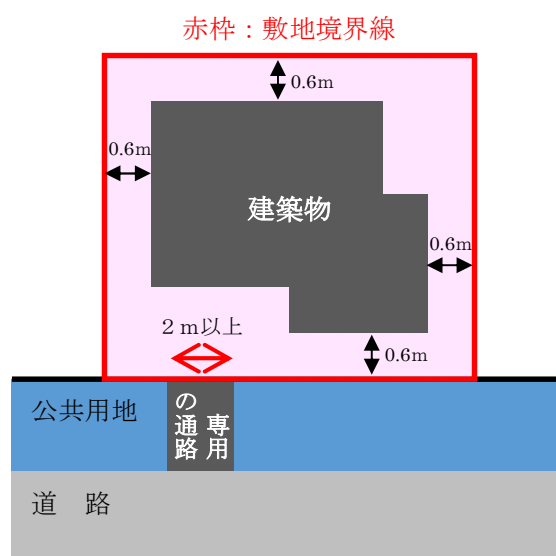 赤枠：敷地境界線
0.6m
0.6m
建築物
0.6m
２ｍ以上
0.6m
公共用地
専用
の通路
道　路